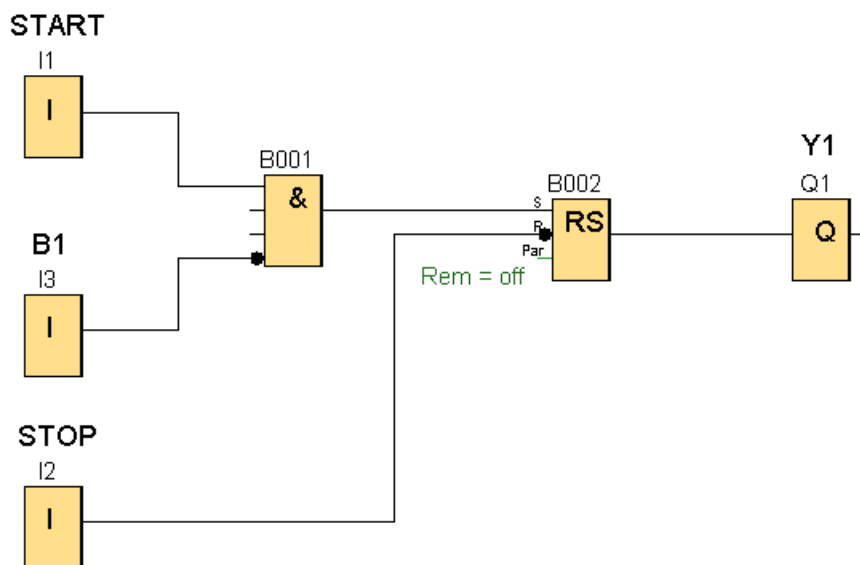 START
I1
I
B001
&
B1
I3
I
STOP
I2
I
B002
S
R
Par
RS
Rem = off
Y1
Q1
Q